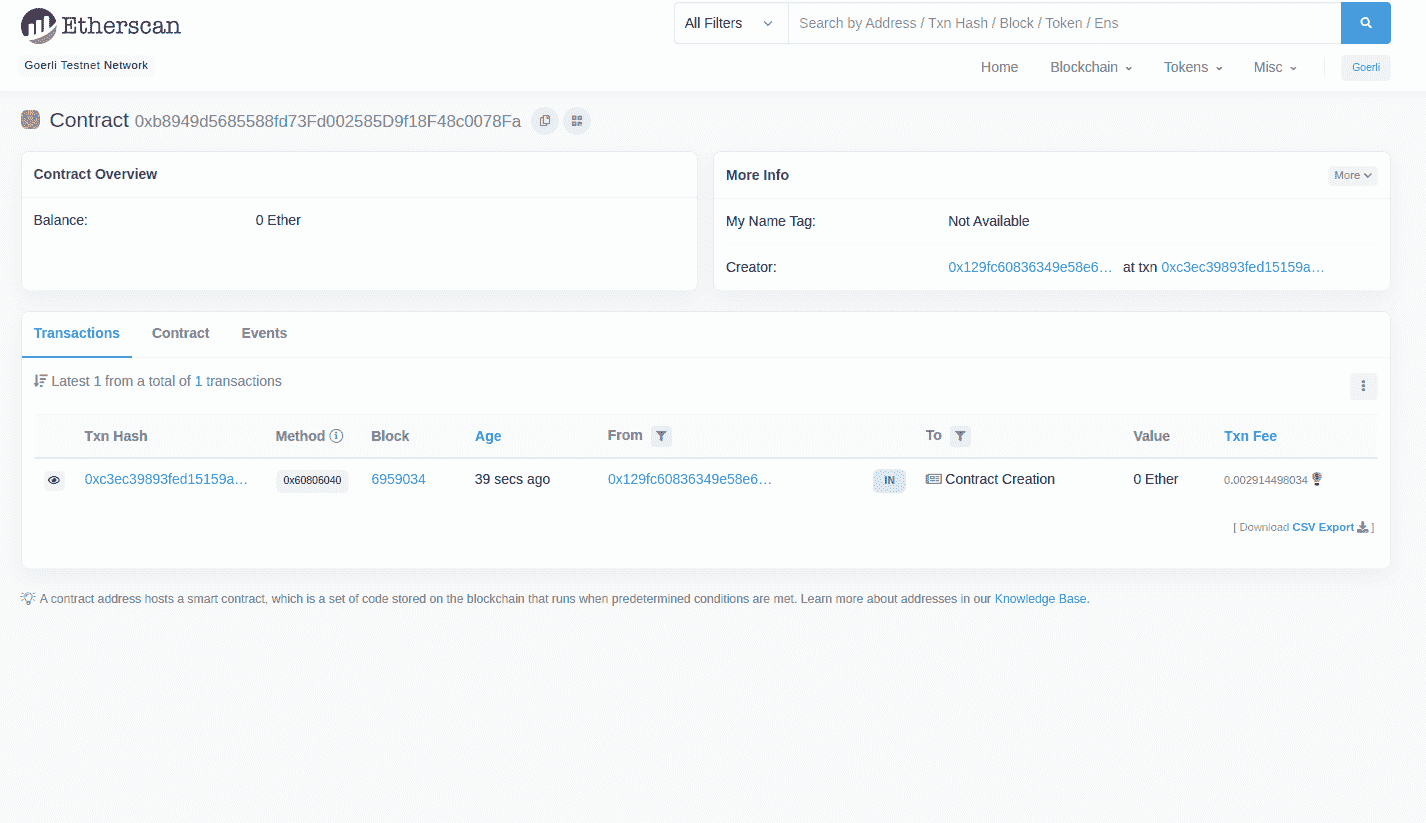 Etherscan
All Filters Search by Address / Txn Hash / Block / Token / Ens
Goerli Testnet Network
Home Blockchain Tokens Misc Goerli
Contract 0xb8949d5685588fd73Fd002585D9f18F48c0078Fa
Contract Overview
More Info More
Balance: 0 Ether
My Name Tag: Not Available
Creator: 0x129fc60836349e58e6... at txn 0xc3ec39893fed15159a...
Transactions Contract Events
Latest 1 from a total of 1 transactions
Txn Hash Method Block Age From To Value Txn Fee
0xc3ec39893fed15159a... 0x60806040 6959034 39 secs ago 0x129fc60836349e58e6... IN Contract Creation 0 Ether 0.002914498034
[ Download CSV Export ]
A contract address hosts a smart contract, which is a set of code stored on the blockchain that runs when predetermined conditions are met. Learn more about addresses in our Knowledge Base.